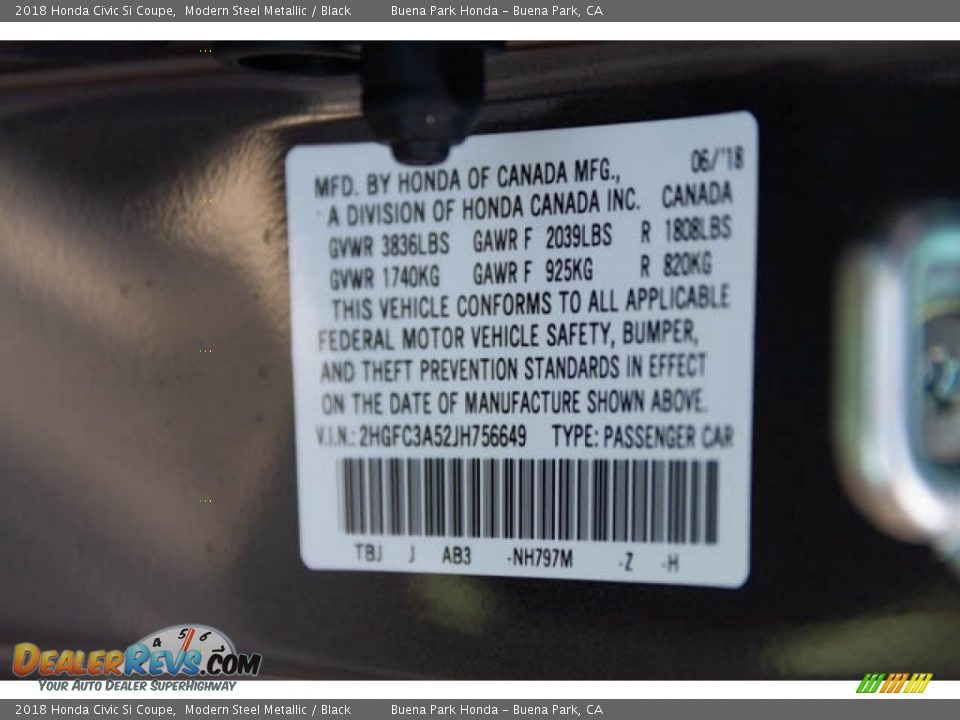 2018 Honda Civic Si Coupe, Modern Steel Metallic / Black Buena Park Honda – Buena Park, CA
06/'18
MFD. BY HONDA OF CANADA MFG.,
A DIVISION OF HONDA CANADA INC. CANADA
GVWR 3836LBS GAWR F 2039LBS R 1808LBS
GVWR 1740KG GAWR F 925KG R 820KG
THIS VEHICLE CONFORMS TO ALL APPLICABLE
FEDERAL MOTOR VEHICLE SAFETY, BUMPER,
AND THEFT PREVENTION STANDARDS IN EFFECT
ON THE DATE OF MANUFACTURE SHOWN ABOVE.
V.I.N.: 2HGFC3A52JH756649 TYPE: PASSENGER CAR
TBJ J AB3 -NH797M -Z -H
4 5 6
DEALERREVS.COM
YOUR AUTO DEALER SUPERHIGHWAY
2018 Honda Civic Si Coupe, Modern Steel Metallic / Black Buena Park Honda – Buena Park, CA